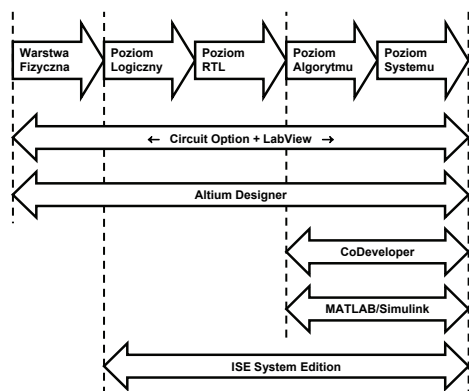 Warstwa Fizyczna
Poziom Logiczny
Poziom RTL
Poziom Algorytmu
Poziom Systemu
← Circuit Option + LabView →
Altium Designer
CoDeveloper
MATLAB/Simulink
ISE System Edition